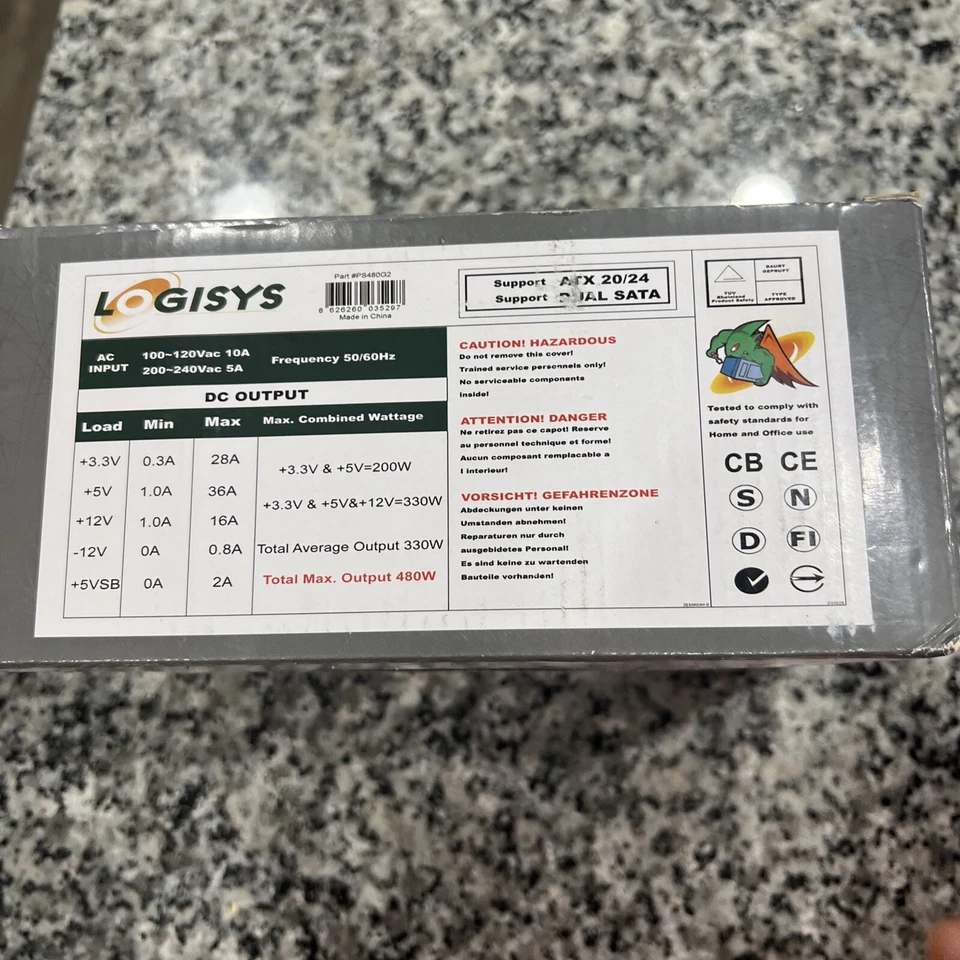 LOGISYS
Part #PS480G2
8 626260 035297
Made in China
Support ATX 20/24
Support DUAL SATA
TUV
Rheinland
Product Safety
BAUART
GEPRUFT
TYPE
APPROVED
AC INPUT
100~120Vac 10A
200~240Vac 5A
Frequency 50/60Hz
DC OUTPUT
Load Min Max Max. Combined Wattage
+3.3V 0.3A 28A
+5V 1.0A 36A
+12V 1.0A 16A
-12V 0A 0.8A
+5VSB 0A 2A
+3.3V & +5V=200W
+3.3V & +5V&+12V=330W
Total Average Output 330W
Total Max. Output 480W
CAUTION! HAZARDOUS
Do not remove this cover!
Trained service personnels only!
No serviceable components
inside!
ATTENTION! DANGER
Ne retirez pas ce capot! Reserve
au personnel technique et forme!
Aucun composant remplacable a
l interieur!
VORSICHT! GEFAHRENZONE
Abdeckungen unter keinen
Umstanden abnehmen!
Reparaturen nur durch
ausgebidetes Personal!
Es sind keine zu wartenden
Bauteile vorhanden!
Tested to comply with
safety standards for
Home and Office use
CB CE
S N
D FI